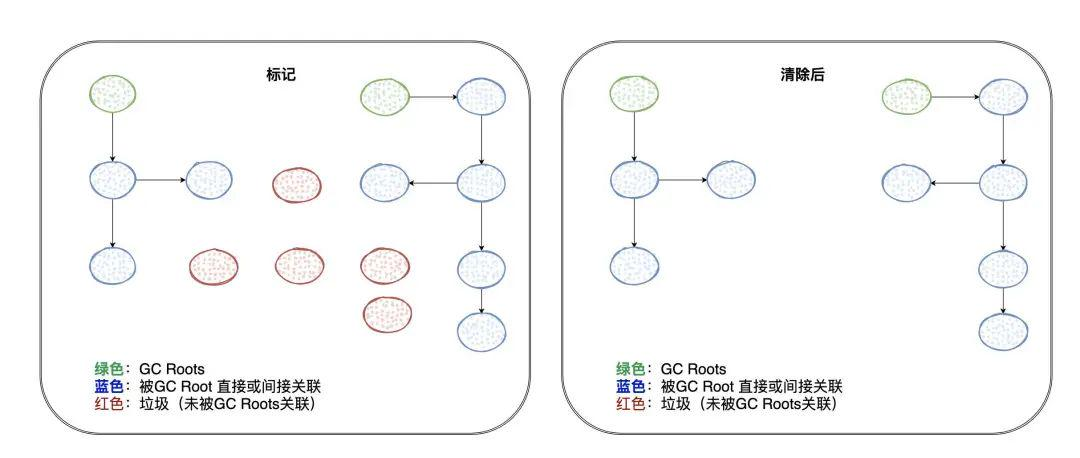 标记
绿色：GC Roots
蓝色：被GC Root 直接或间接关联
红色：垃圾（未被GC Roots关联）
清除后
绿色：GC Roots
蓝色：被GC Root 直接或间接关联
红色：垃圾（未被GC Roots关联）